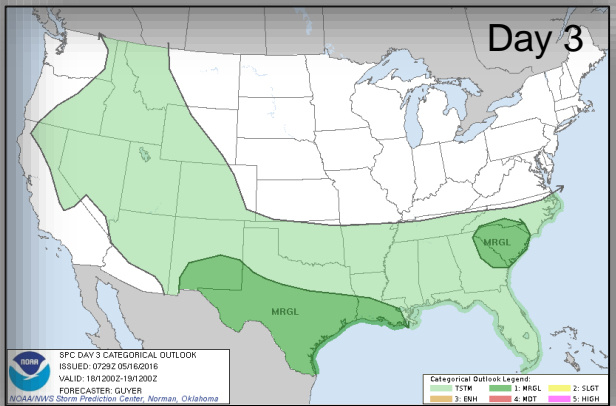 Day 3
MRGL
MRGL
NOAA
SPC DAY 3 CATEGORICAL OUTLOOK
ISSUED: 0729Z 05/16/2016
VALID: 18/1200Z-19/1200Z
FORECASTER: GUYER
NOAA/NWS Storm Prediction Center, Norman, Oklahoma
Categorical Outlook Legend:
TSTM 1: MRGL 2: SLGT
3: ENH 4: MDT 5: HIGH